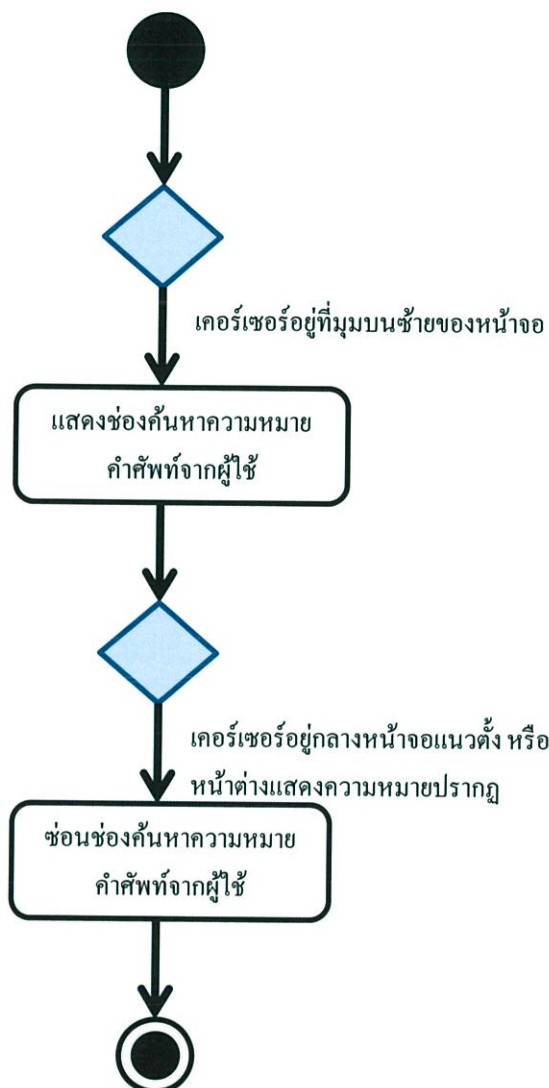 เคอร์เซอร์อยู่ที่มุมบนซ้ายของหน้าจอ
แสดงช่องค้นหาความหมาย
คำศัพท์จากผู้ใช้
เคอร์เซอร์อยู่กลางหน้าจอแนวตั้ง หรือ
หน้าต่างแสดงความหมายปรากฏ
ซ่อนช่องค้นหาความหมาย
คำศัพท์จากผู้ใช้